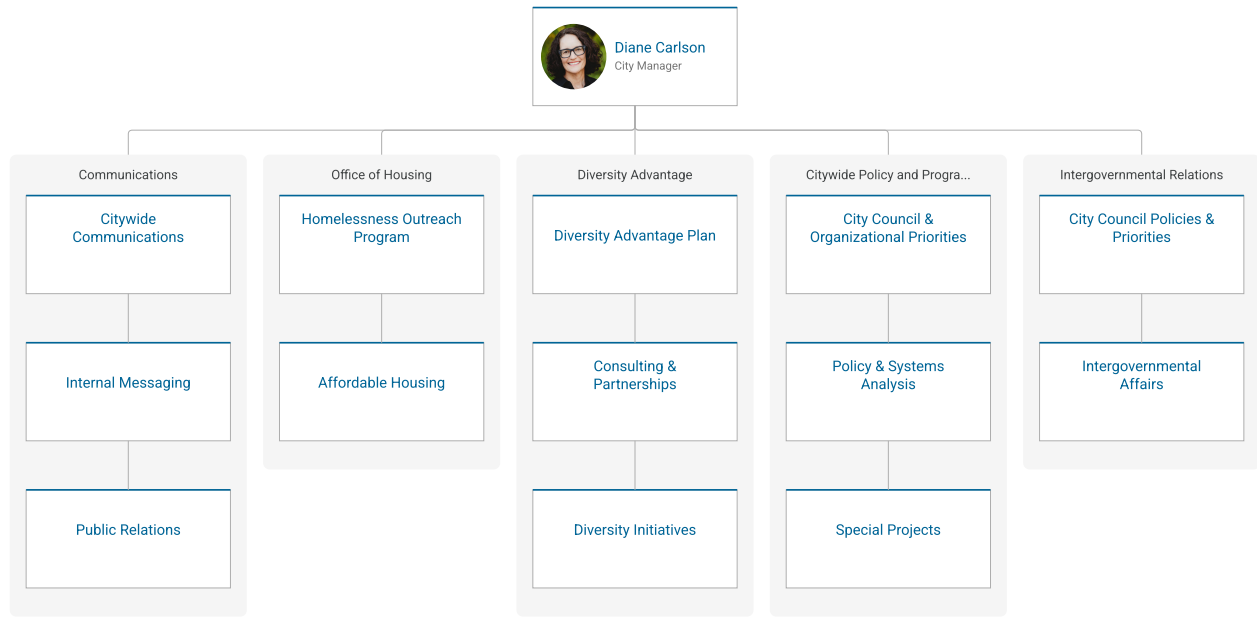 Diane Carlson
City Manager
Communications
Citywide
Communications
Internal Messaging
Public Relations
Office of Housing
Homelessness Outreach
Program
Affordable Housing
Diversity Advantage
Diversity Advantage Plan
Consulting &
Partnerships
Diversity Initiatives
Citywide Policy and Progra...
City Council &
Organizational Priorities
Policy & Systems
Analysis
Special Projects
Intergovernmental Relations
City Council Policies &
Priorities
Intergovernmental
Affairs